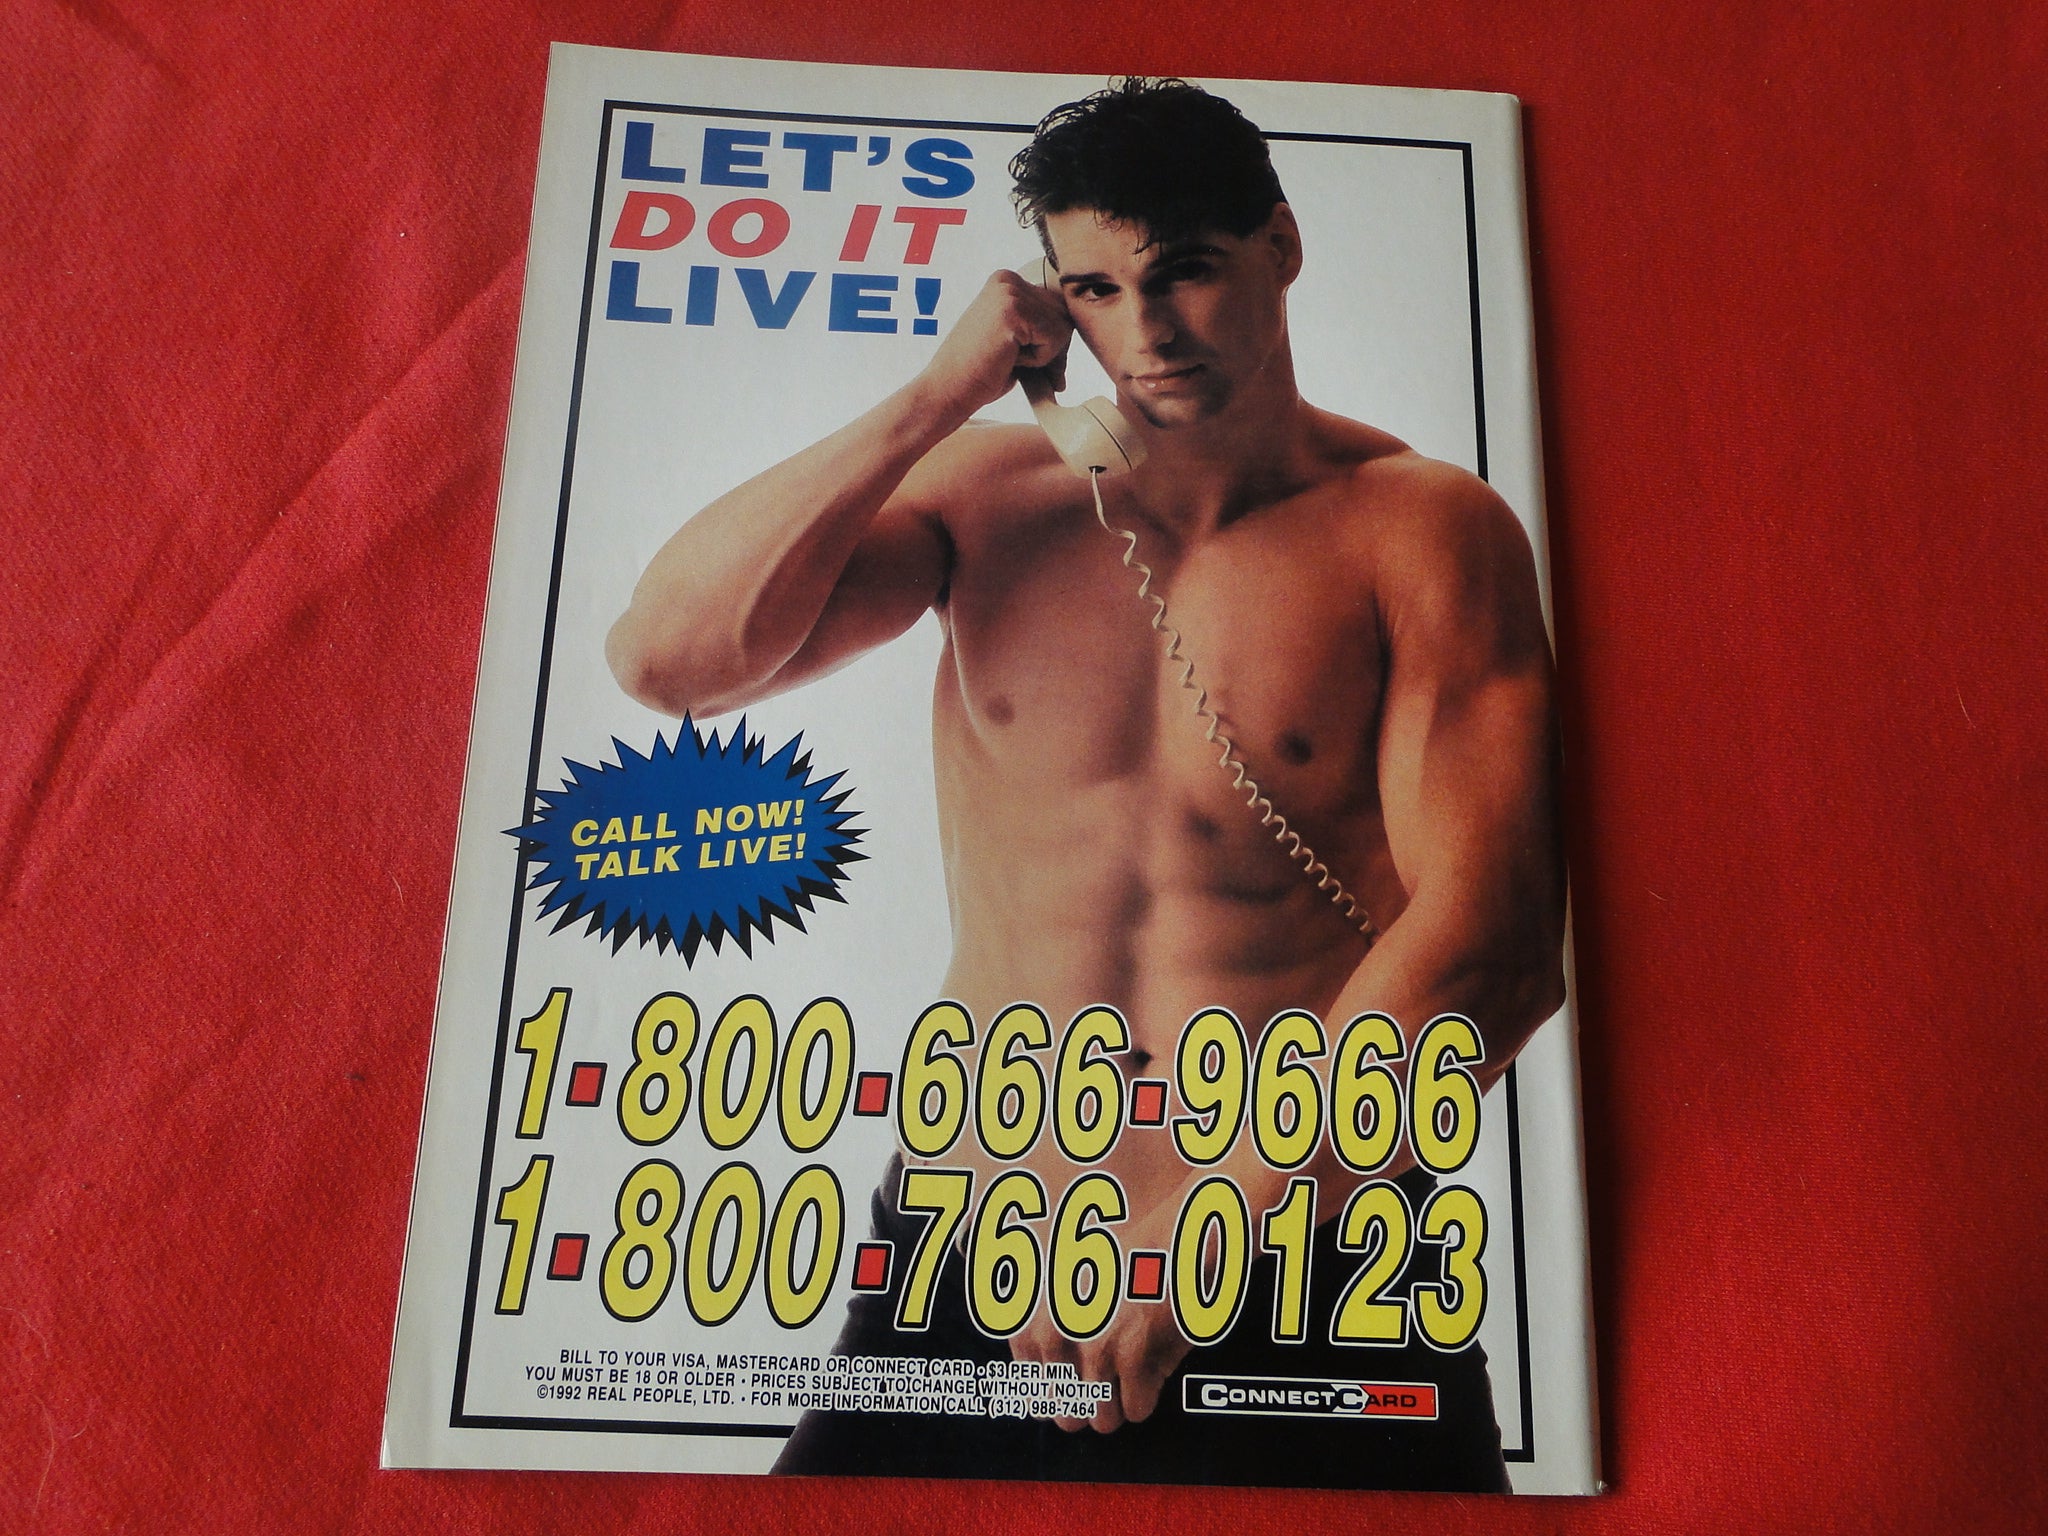 LET'S
DO IT
LIVE!
CALL NOW!
TALK LIVE!
1-800-666-9666
1-800-766-0123
BILL TO YOUR VISA, MASTERCARD OR CONNECT CARD • $3 PER MIN.
YOU MUST BE 18 OR OLDER • PRICES SUBJECT TO CHANGE WITHOUT NOTICE
©1992 REAL PEOPLE, LTD. • FOR MORE INFORMATION CALL (312) 988-7464
CONNECTCARD